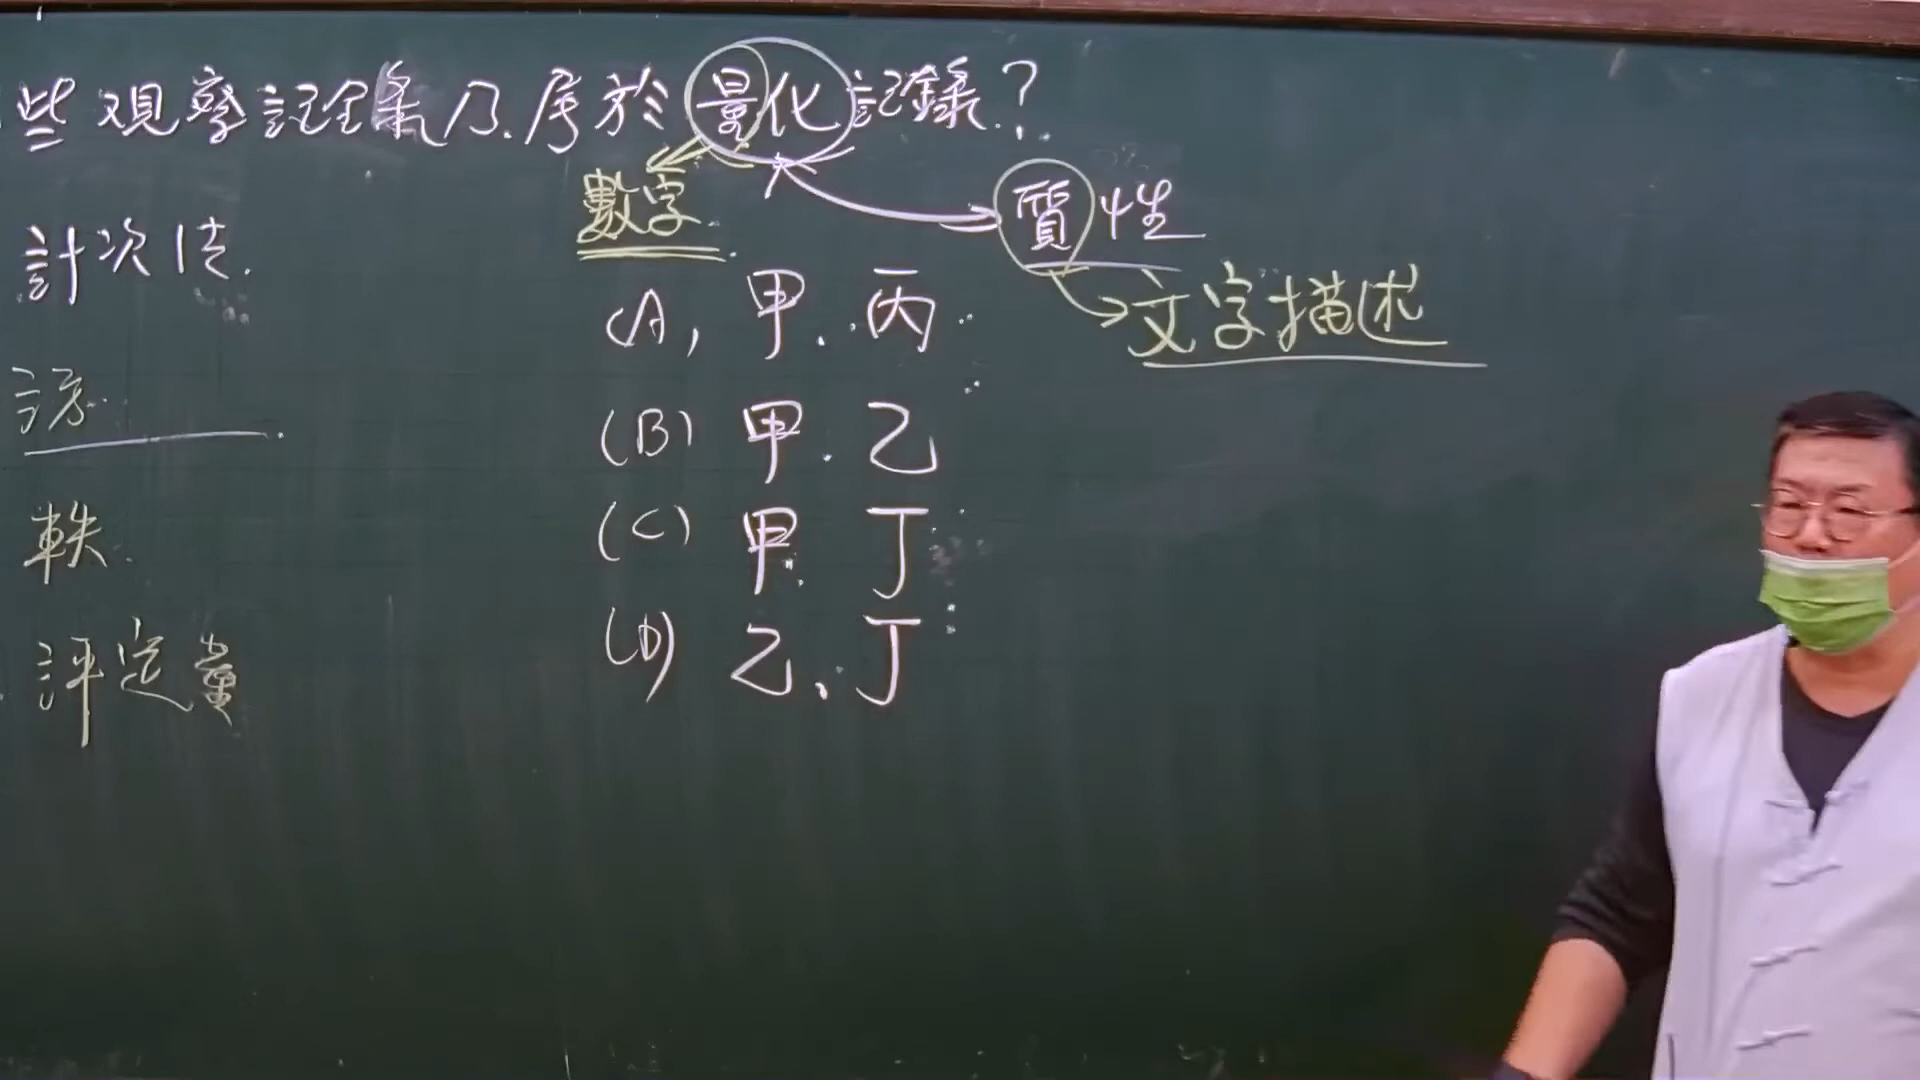 些觀察記錄乃屬於量化記錄?
數字
質性
計次法.
(A) 甲、丙
文字描述
(B) 甲、乙
軼
(C) 甲、丁
評定量
(D) 乙、丁